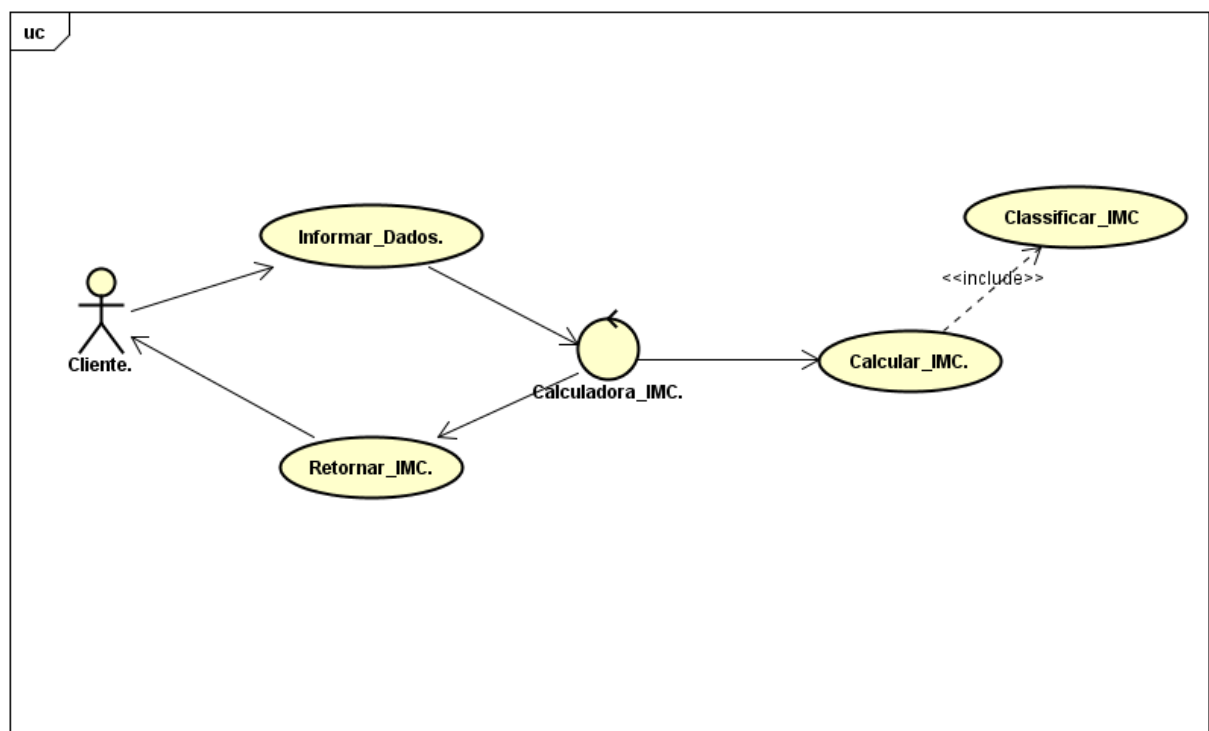 uc
Classificar_IMC
Informar_Dados.
<<include>>
Cliente.
Calcular_IMC.
Calculadora_IMC.
Retornar_IMC.